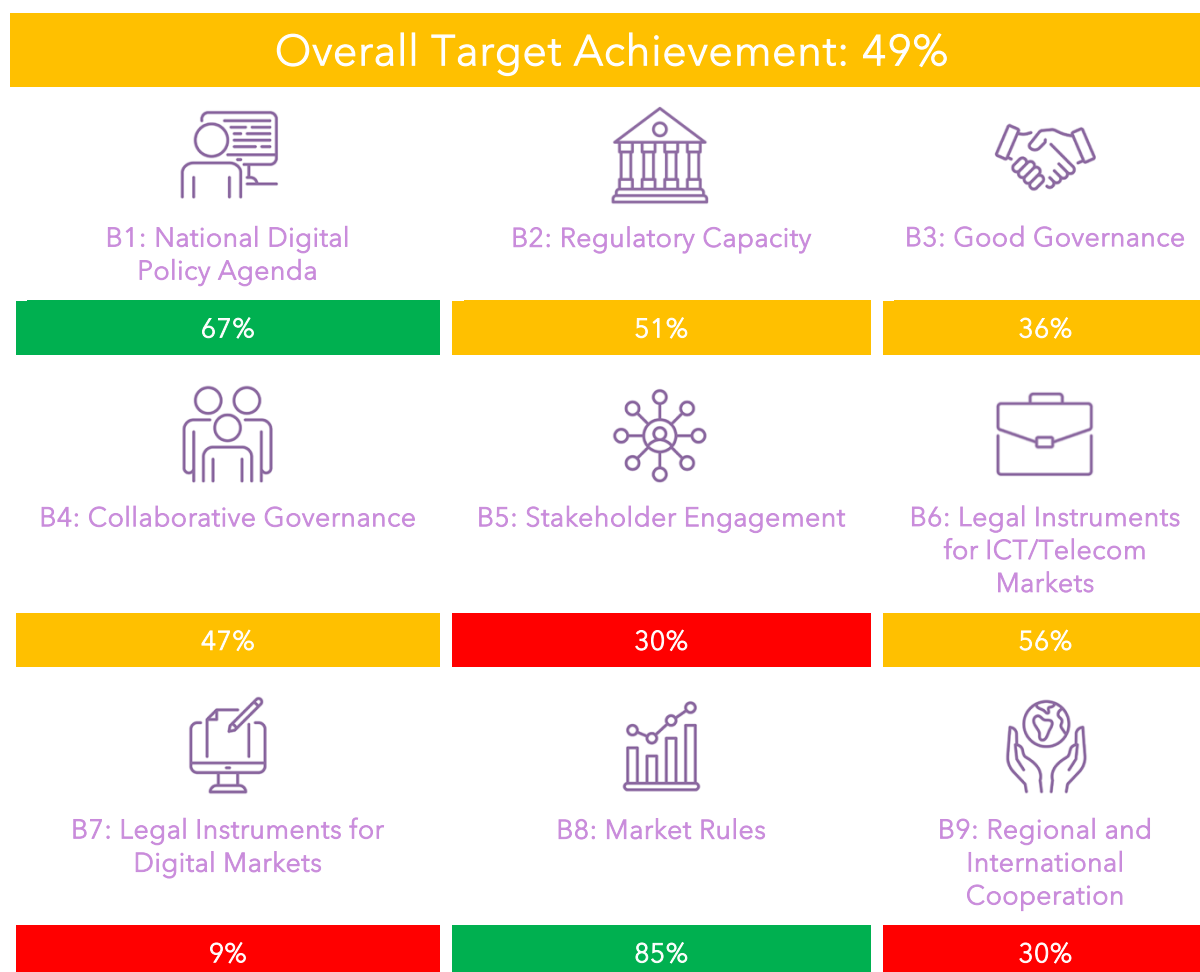 Overall Target Achievement: 49%
B1: National Digital
Policy Agenda
67%
B2: Regulatory Capacity
51%
B3: Good Governance
36%
B4: Collaborative Governance
47%
B5: Stakeholder Engagement
30%
B6: Legal Instruments
for ICT/Telecom
Markets
56%
B7: Legal Instruments for
Digital Markets
9%
B8: Market Rules
85%
B9: Regional and
International
Cooperation
30%